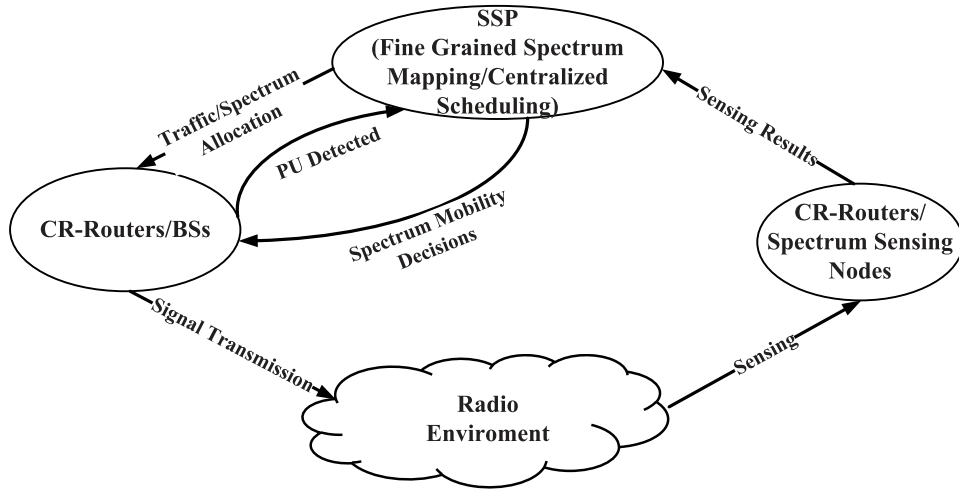 SSP
(Fine Grained Spectrum
Mapping/Centralized
Scheduling)
Traffic/Spectrum
Allocation
PU Detected
Sensing Results
CR-Routers/BSs
Spectrum Mobility
Decisions
CR-Routers/
Spectrum Sensing
Nodes
Signal Transmission
Sensing
Radio
Enviroment